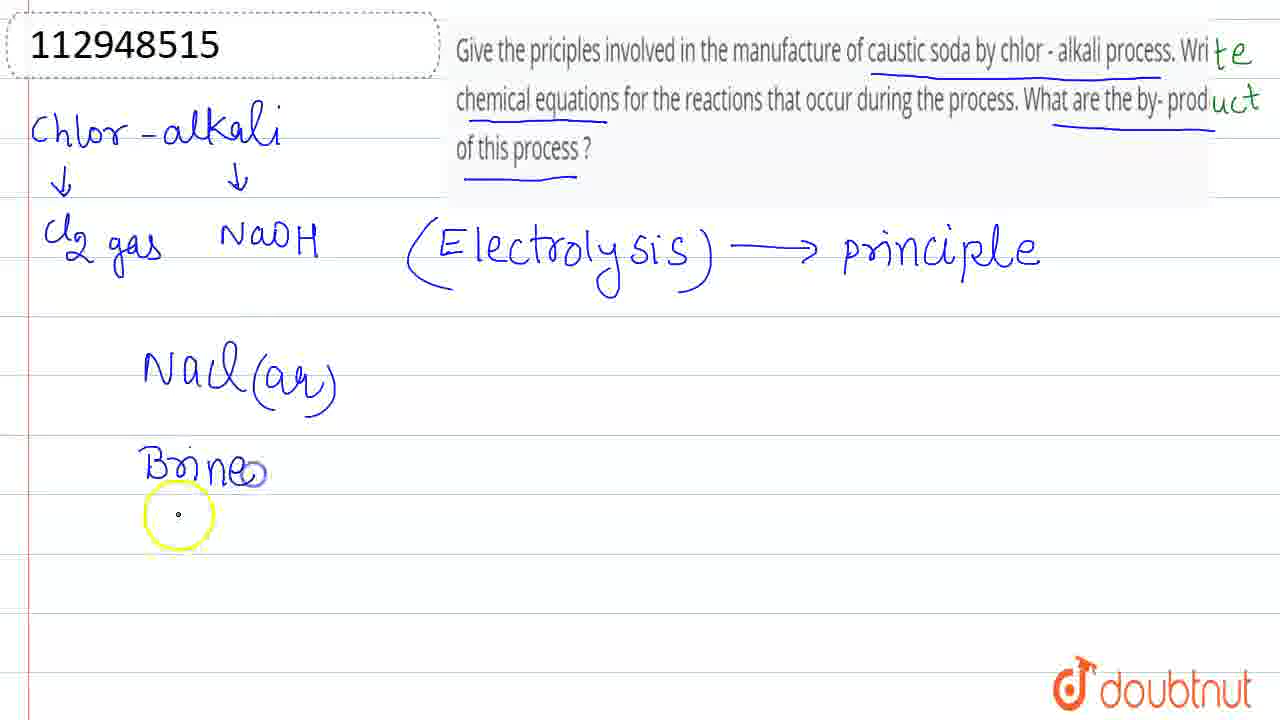 112948515
Give the priciples involved in the manufacture of caustic soda by chlor - alkali process. Write
chemical equations for the reactions that occur during the process. What are the by- product
of this process ?
Chlor - alkali
↓ ↓
Cl2 gas NaOH (Electrolysis) → principle
NaCl (aq)
Brine
doubtnut